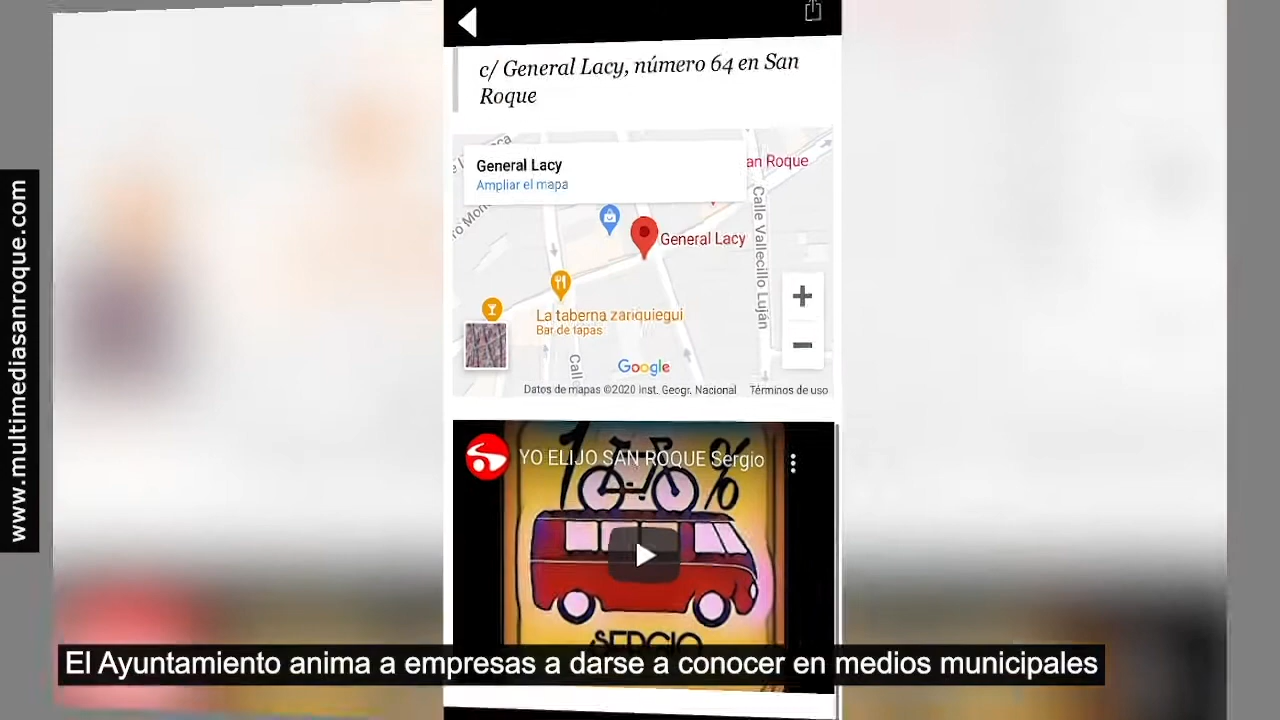 www.multimediasanroque.com
c/ General Lacy, número 64 en San
Roque
General Lacy
Ampliar el mapa
an Roque
General Lacy
Calle Vallecillo Luján
La taberna zariquiegui
Bar de tapas
Calle
Google
Datos de mapas ©2020 Inst. Geogr. Nacional
Términos de uso
YO ELIJO SAN ROQUE Sergio
1 %
SERGIO
El Ayuntamiento anima a empresas a darse a conocer en medios municipales